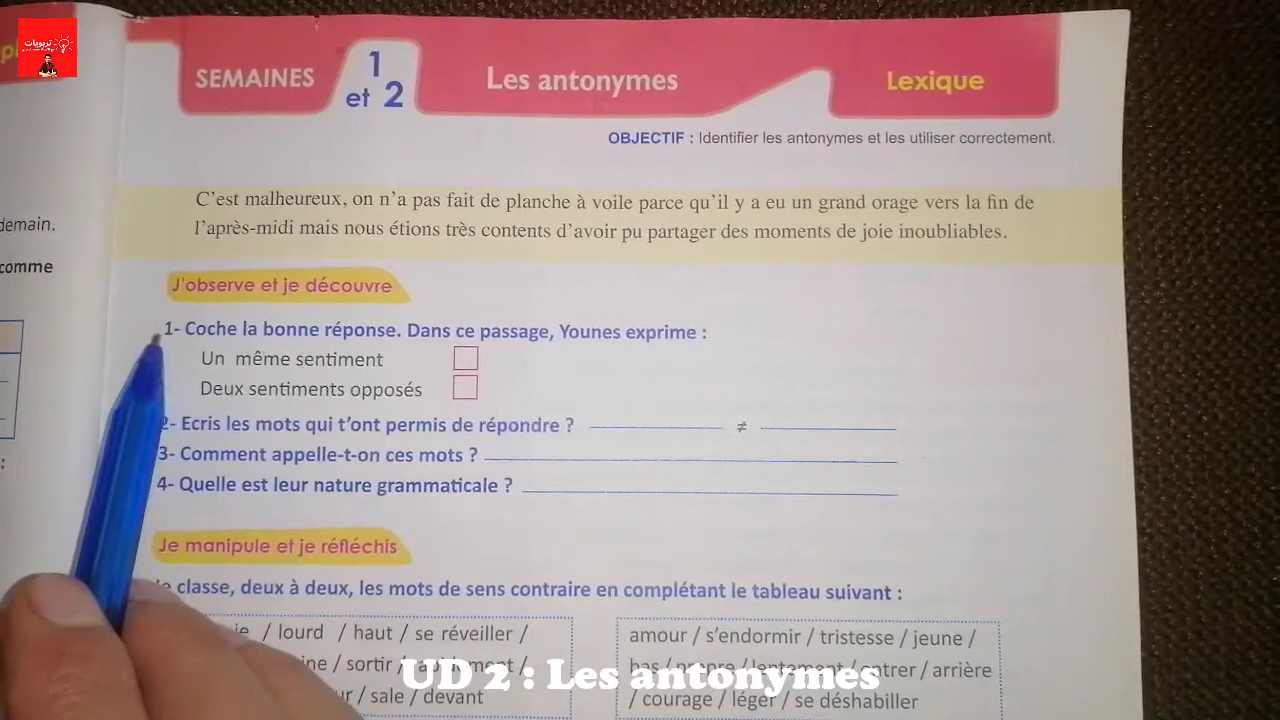 تربويات
SEMAINES
1
et 2
Les antonymes
Lexique
OBJECTIF : Identifier les antonymes et les utiliser correctement.
C'est malheureux, on n'a pas fait de planche à voile parce qu'il y a eu un grand orage vers la fin de
l'après-midi mais nous étions très contents d'avoir pu partager des moments de joie inoubliables.
demain.
comme
:
J'observe et je découvre
1- Coche la bonne réponse. Dans ce passage, Younes exprime :
Un même sentiment
Deux sentiments opposés
2- Ecris les mots qui t'ont permis de répondre ? ≠
3- Comment appelle-t-on ces mots ?
4- Quelle est leur nature grammaticale ?
Je manipule et je réfléchis
classe, deux à deux, les mots de sens contraire en complétant le tableau suivant :
/ lourd / haut / se réveiller /
/ sortir / rapidement /
/ sale / devant
amour / s'endormir / tristesse / jeune /
bas / propre / lentement / entrer / arrière
/ courage / léger / se déshabiller
UD 2 : Les antonymes